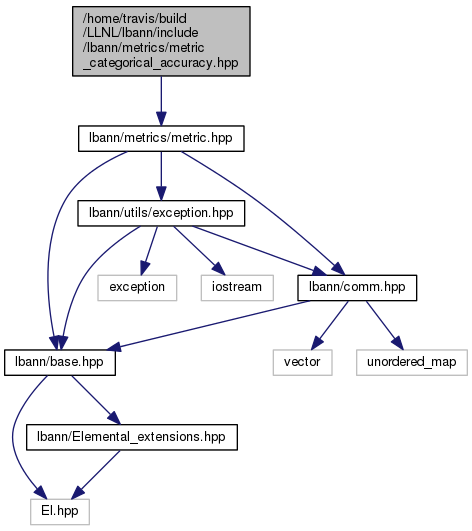 /home/travis/build
/LLNL/lbann/include
/lbann/metrics/metric
_categorical_accuracy.hpp
lbann/metrics/metric.hpp
lbann/utils/exception.hpp
exception
iostream
lbann/comm.hpp
lbann/base.hpp
vector
unordered_map
lbann/Elemental_extensions.hpp
El.hpp